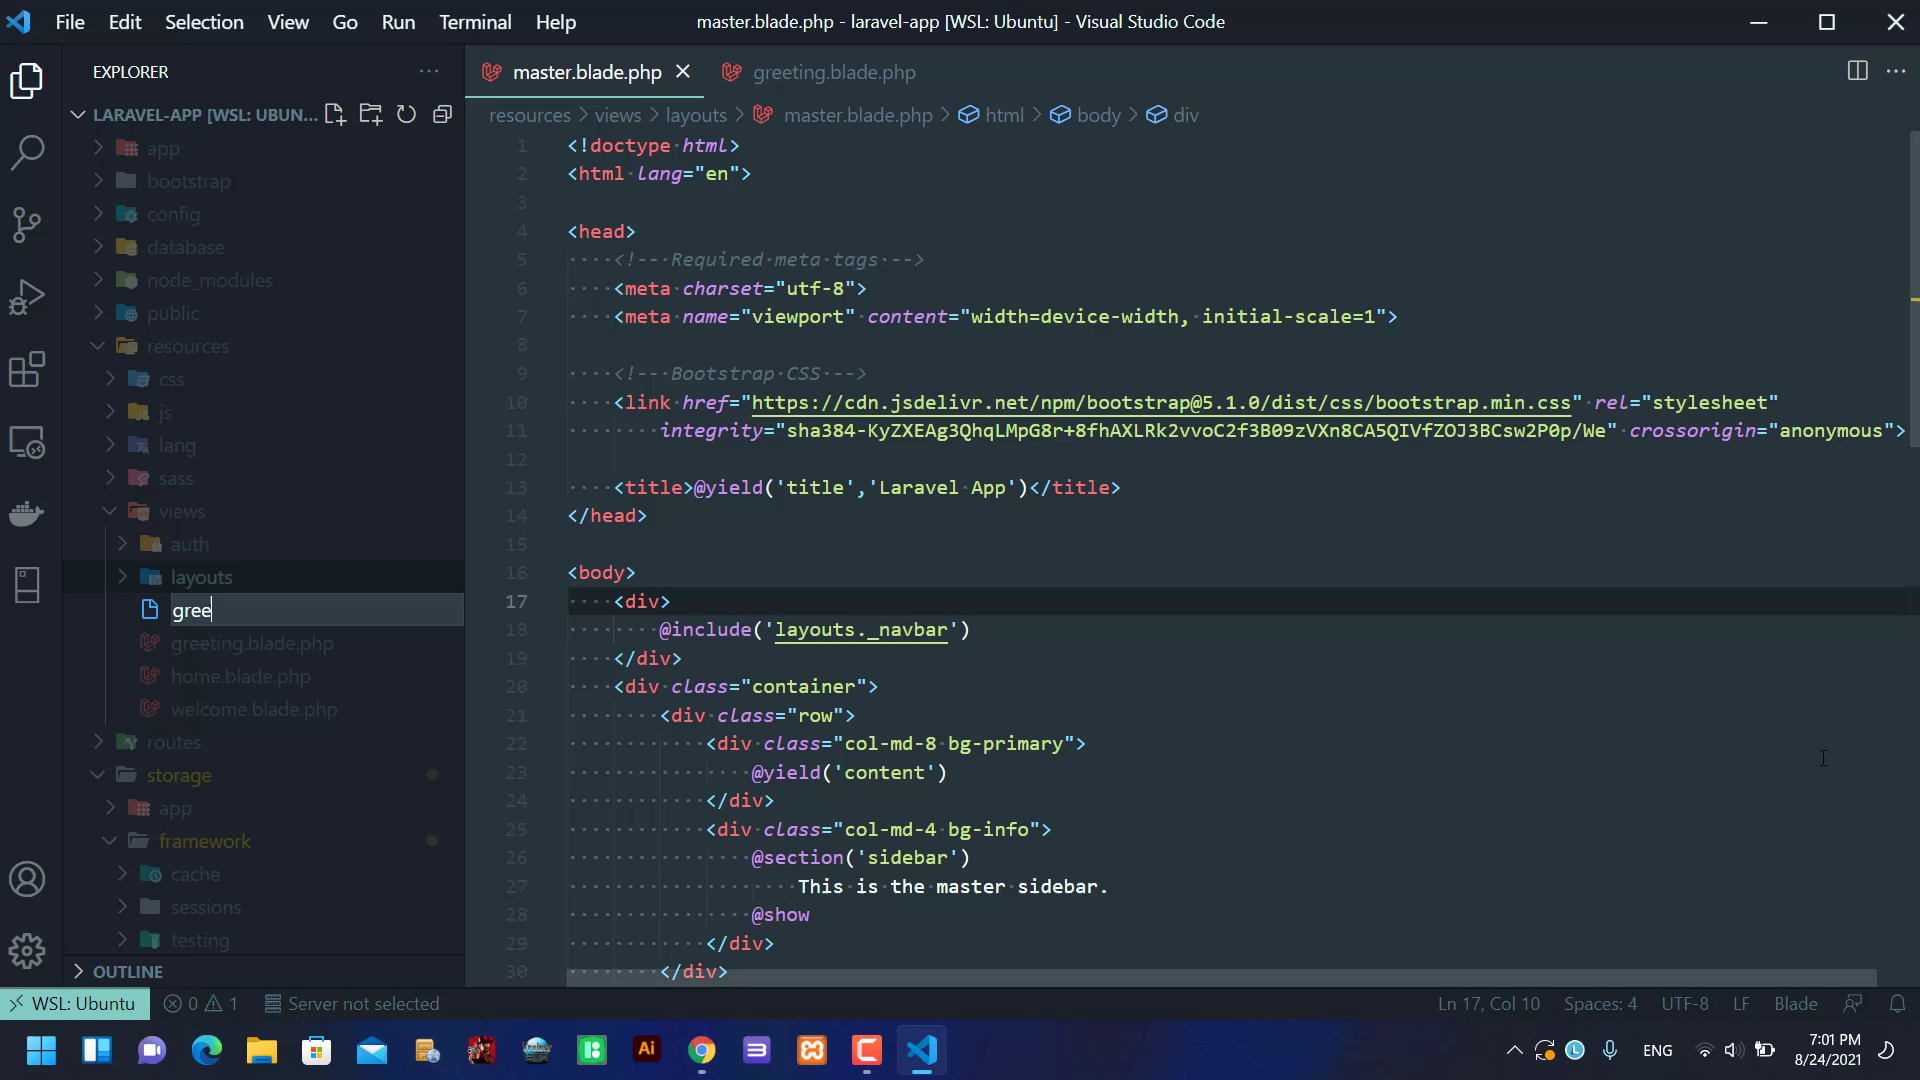 File Edit Selection View Go Run Terminal Help
master.blade.php - laravel-app [WSL: Ubuntu] - Visual Studio Code
EXPLORER
master.blade.php
greeting.blade.php
LARAVEL-APP [WSL: UBUN...
resources > views > layouts > master.blade.php > html > body > div
app
bootstrap
config
database
node_modules
public
resources
css
js
lang
sass
views
auth
layouts
gree
greeting.blade.php
home.blade.php
welcome.blade.php
routes
storage
app
framework
cache
sessions
testing
OUTLINE
1 <!doctype html>
2 <html lang="en">
3
4 <head>
5 <!-- Required meta tags -->
6 <meta charset="utf-8">
7 <meta name="viewport" content="width=device-width, initial-scale=1">
8
9 <!-- Bootstrap CSS -->
10 <link href="https://cdn.jsdelivr.net/npm/bootstrap@5.1.0/dist/css/bootstrap.min.css" rel="stylesheet"
11 integrity="sha384-KyZXEAg3QhqLMpG8r+8fhAXLRk2vvoC2f3B09zVXn8CA5QIVfZOJ3BCsw2P0p/We" crossorigin="anonymous">
12
13 <title>@yield('title','Laravel App')</title>
14 </head>
15
16 <body>
17 <div>
18 @include('layouts._navbar')
19 </div>
20 <div class="container">
21 <div class="row">
22 <div class="col-md-8 bg-primary">
23 @yield('content')
24 </div>
25 <div class="col-md-4 bg-info">
26 @section('sidebar')
27 This is the master sidebar.
28 @show
29 </div>
30 </div>
WSL: Ubuntu
0 1
Server not selected
Ln 17, Col 10
Spaces: 4
UTF-8
LF
Blade
Ai
ENG
7:01 PM
8/24/2021